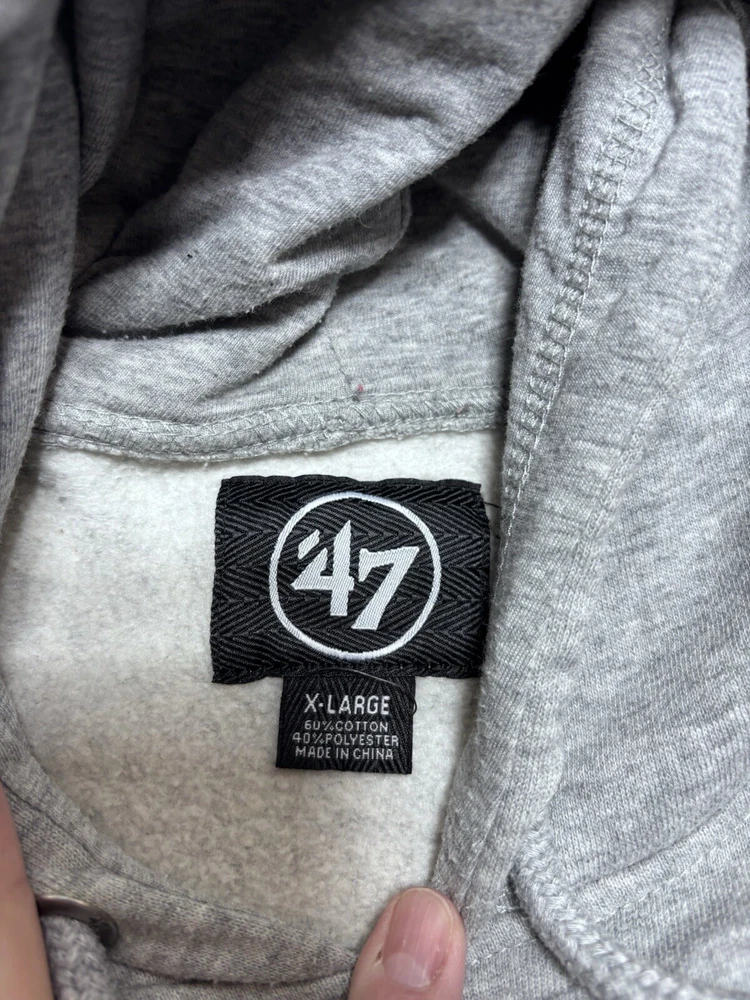 '47
X-LARGE
60%COTTON
40%POLYESTER
MADE IN CHINA